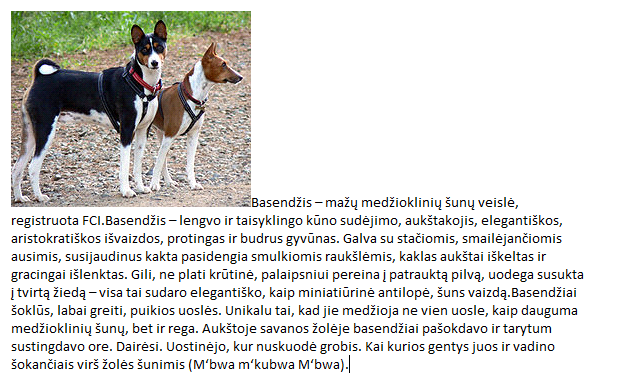 Basendžis – mažų medžioklinių šunų veislė,
registruota FCI.Basendžis – lengvo ir taisyklingo kūno sudėjimo, aukštakojis, elegantiškos,
aristokratiškos išvaizdos, protingas ir budrus gyvūnas. Galva su stačiomis, smailėjančiomis
ausimis, susijaudinus kakta pasidengia smulkiomis raukšlėmis, kaklas aukštai iškeltas ir
gracingai išlenktas. Gili, ne plati krūtinė, palaipsniui pereina į patrauktą pilvą, uodega susukta
į tvirtą žiedą – visa tai sudaro elegantiško, kaip miniatiūrinė antilopė, šuns vaizdą.Basendžiai
šoklūs, labai greiti, puikios uoslės. Unikalu tai, kad jie medžioja ne vien uosle, kaip dauguma
medžioklinių šunų, bet ir rega. Aukštoje savanos žolėje basendžiai pašokdavo ir tarytum
sustingdavo ore. Dairėsi. Uostinėjo, kur nuskuodė grobis. Kai kurios gentys juos ir vadino
šokančiais virš žolės šunimis (M‘bwa m‘kubwa M‘bwa).